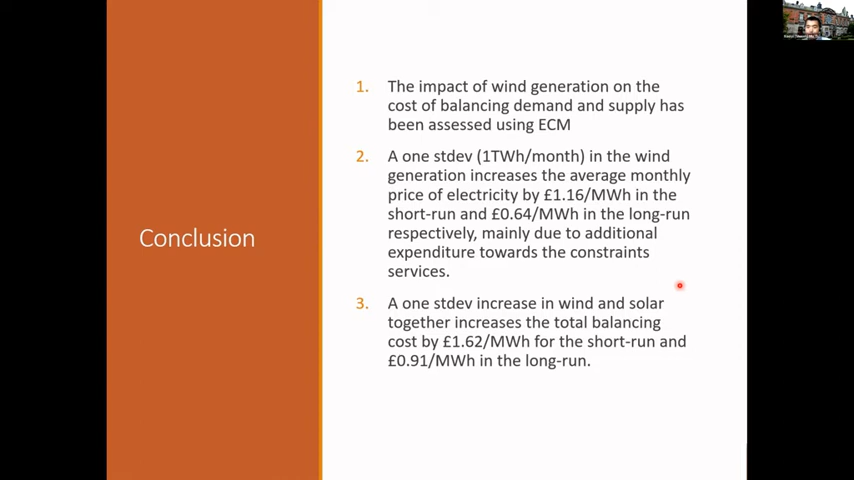 Conclusion
1. The impact of wind generation on the
cost of balancing demand and supply has
been assessed using ECM
2. A one stdev (1TWh/month) in the wind
generation increases the average monthly
price of electricity by £1.16/MWh in the
short-run and £0.64/MWh in the long-run
respectively, mainly due to additional
expenditure towards the constraints
services.
3. A one stdev increase in wind and solar
together increases the total balancing
cost by £1.62/MWh for the short-run and
£0.91/MWh in the long-run.